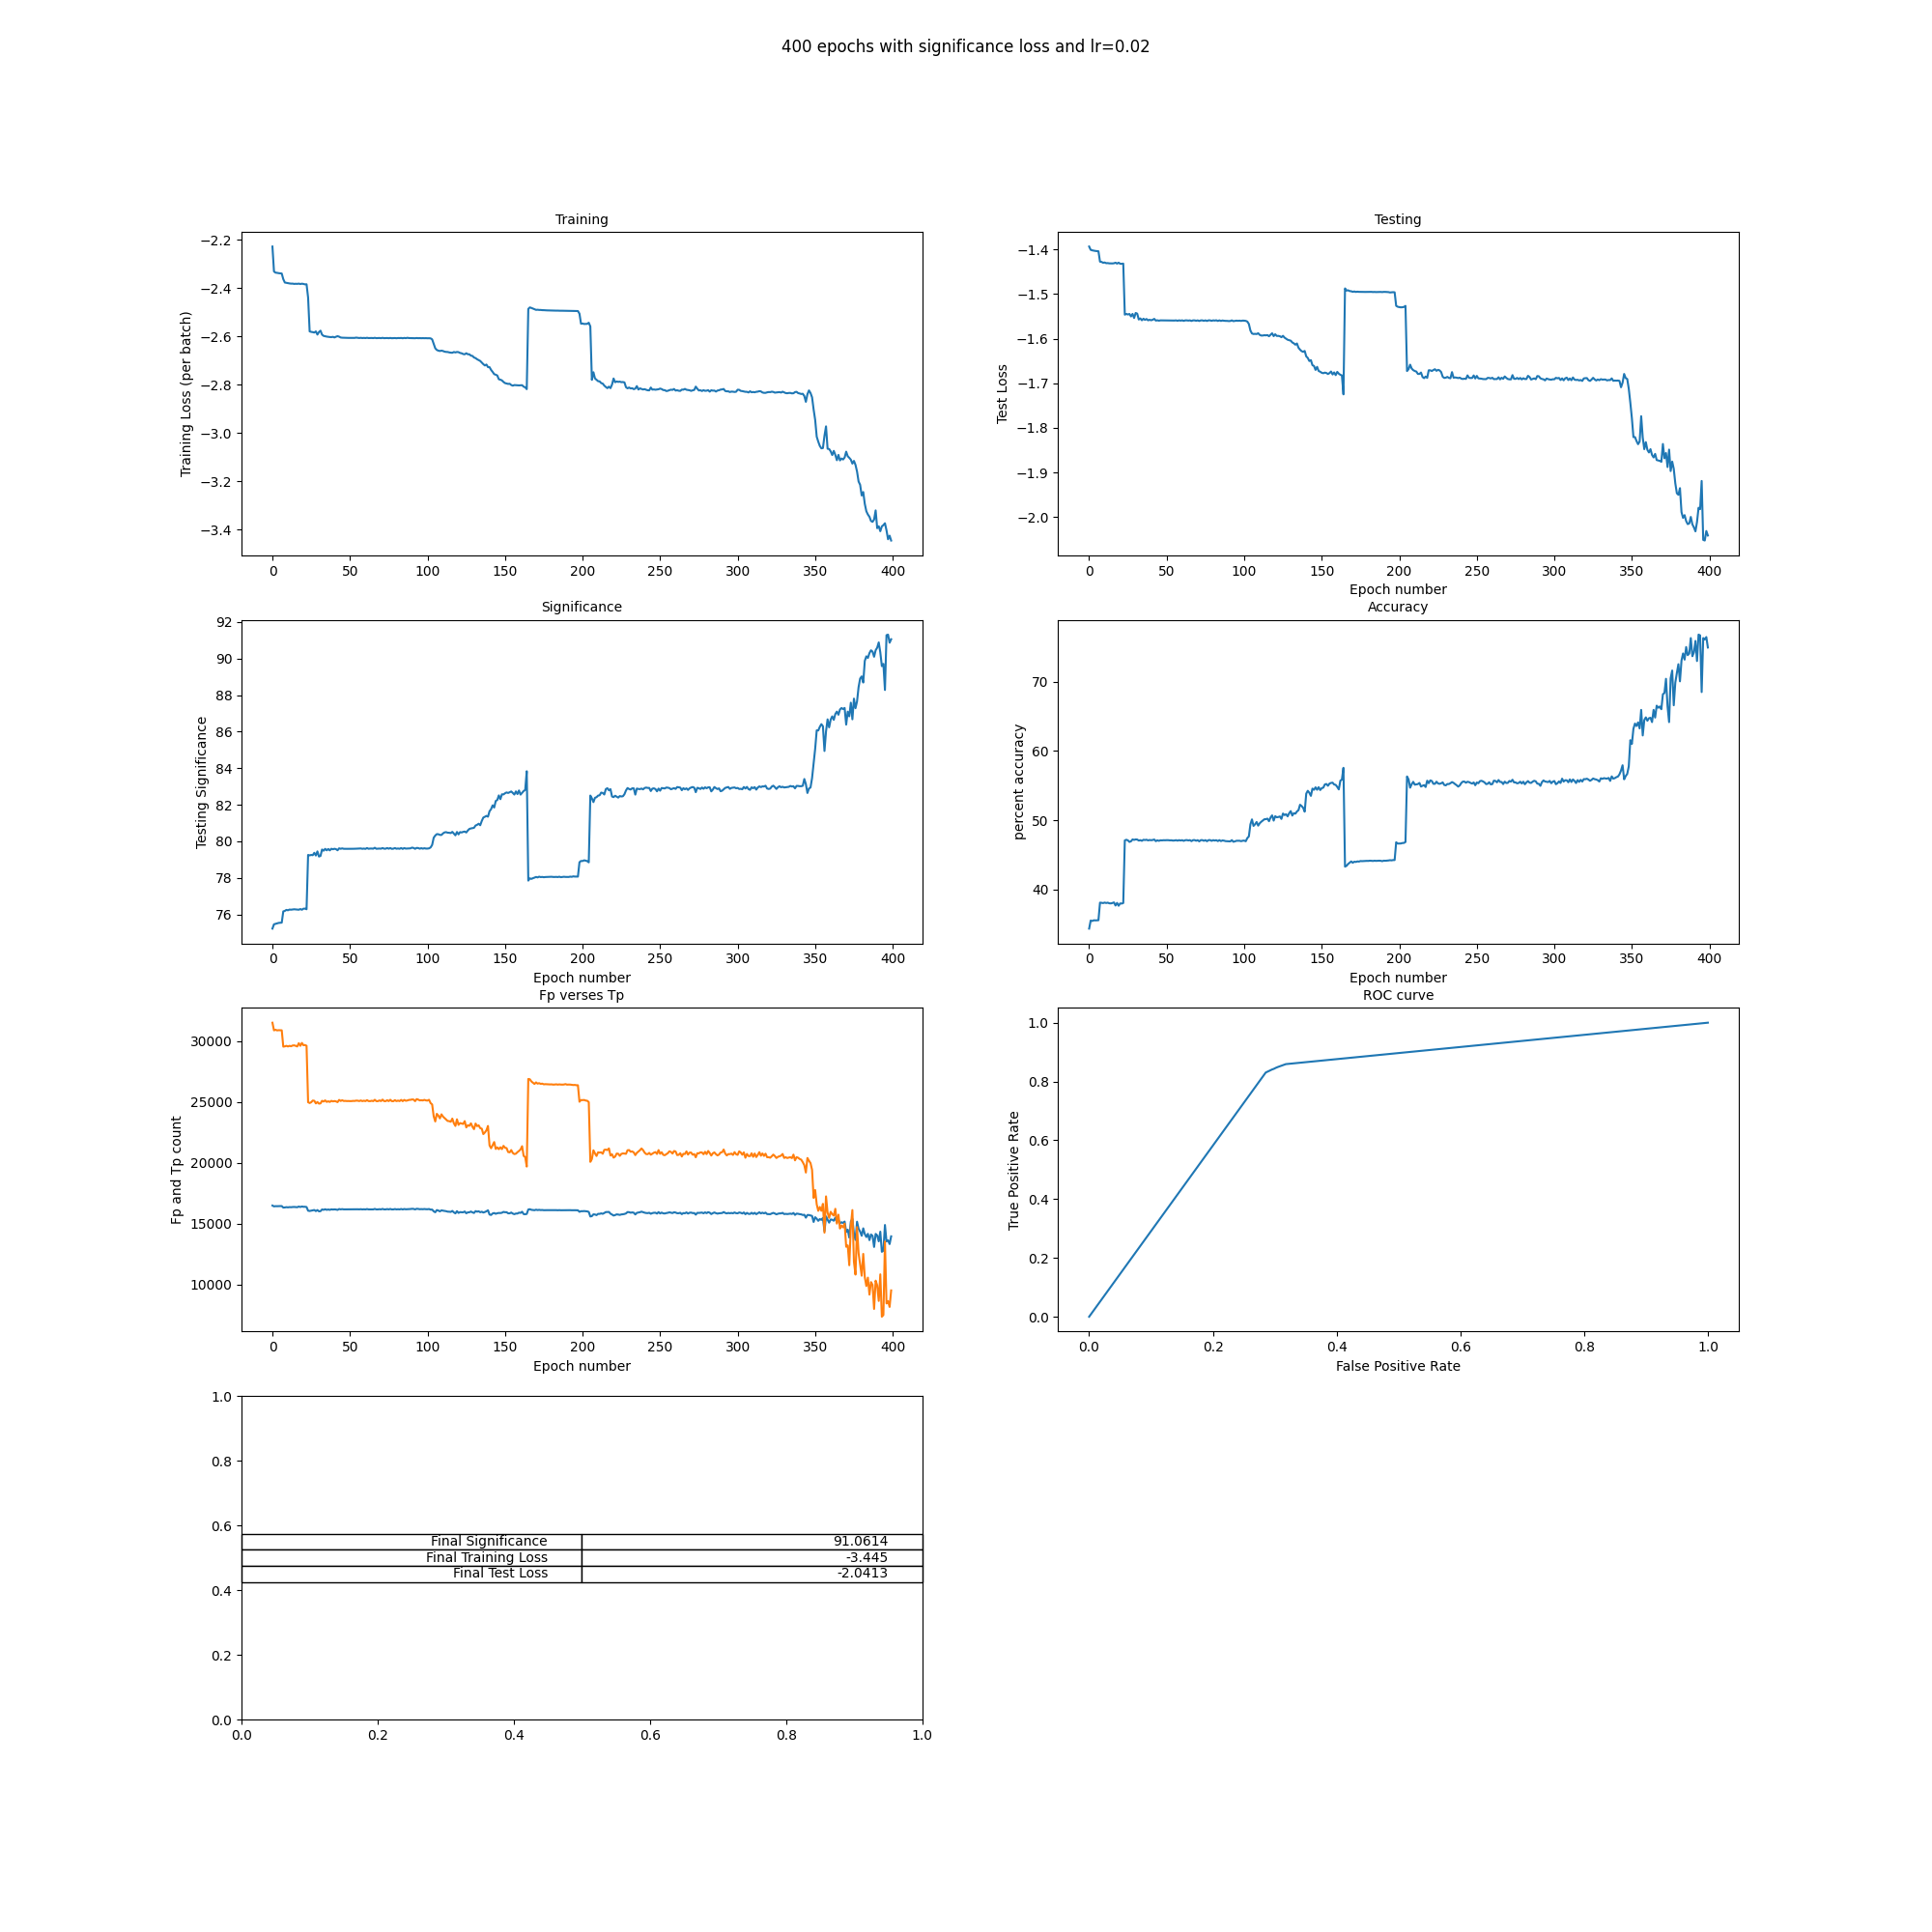 400 epochs with significance loss and lr=0.02
Training
Training Loss (per batch)
−2.2
−2.4
−2.6
−2.8
−3.0
−3.2
−3.4
0 50 100 150 200 250 300 350 400
Testing
Test Loss
−1.4
−1.5
−1.6
−1.7
−1.8
−1.9
−2.0
0 50 100 150 200 250 300 350 400
Epoch number
Significance
Testing Significance
92
90
88
86
84
82
80
78
76
0 50 100 150 200 250 300 350 400
Epoch number
Accuracy
percent accuracy
70
60
50
40
0 50 100 150 200 250 300 350 400
Epoch number
Fp verses Tp
Fp and Tp count
30000
25000
20000
15000
10000
0 50 100 150 200 250 300 350 400
Epoch number
ROC curve
True Positive Rate
1.0
0.8
0.6
0.4
0.2
0.0
0.0 0.2 0.4 0.6 0.8 1.0
False Positive Rate
1.0
0.8
0.6
Final Significance 91.0614
Final Training Loss -3.445
Final Test Loss -2.0413
0.4
0.2
0.0
0.0 0.2 0.4 0.6 0.8 1.0